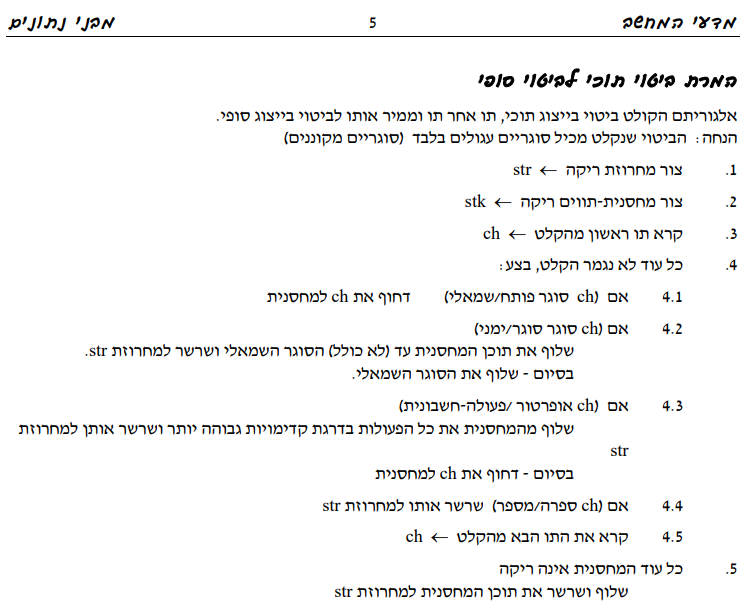 מדעי המחשב 5 מבני נתונים
המרת ביטוי תוכי לביטוי סופי
אלגוריתם הקולט ביטוי בייצוג תוכי, תו אחר תו וממיר אותו לביטוי בייצוג סופי.
הנחה: הביטוי שנקלט מכיל סוגריים עגולים בלבד (סוגריים מקוננים)
1. צור מחרוזת ריקה ← str
2. צור מחסנית-תווים ריקה ← stk
3. קרא תו ראשון מהקלט ← ch
4. כל עוד לא נגמר הקלט, בצע:
4.1 אם (ch סוגר פותח/שמאלי) דחוף את ch למחסנית
4.2 אם (ch סוגר סוגר/ימני)
שלוף את תוכן המחסנית עד (לא כולל) הסוגר השמאלי ושרשר למחרוזת str.
בסיום - שלוף את הסוגר השמאלי.
4.3 אם (ch אופרטור /פעולה-חשבונית)
שלוף מהמחסנית את כל הפעולות בדרגת קדימויות גבוהה יותר ושרשר אותן למחרוזת
str
בסיום - דחוף את ch למחסנית
4.4 אם (ch ספרה/מספר) שרשר אותו למחרוזת str
4.5 קרא את התו הבא מהקלט ← ch
5. כל עוד המחסנית אינה ריקה
שלוף ושרשר את תוכן המחסנית למחרוזת str